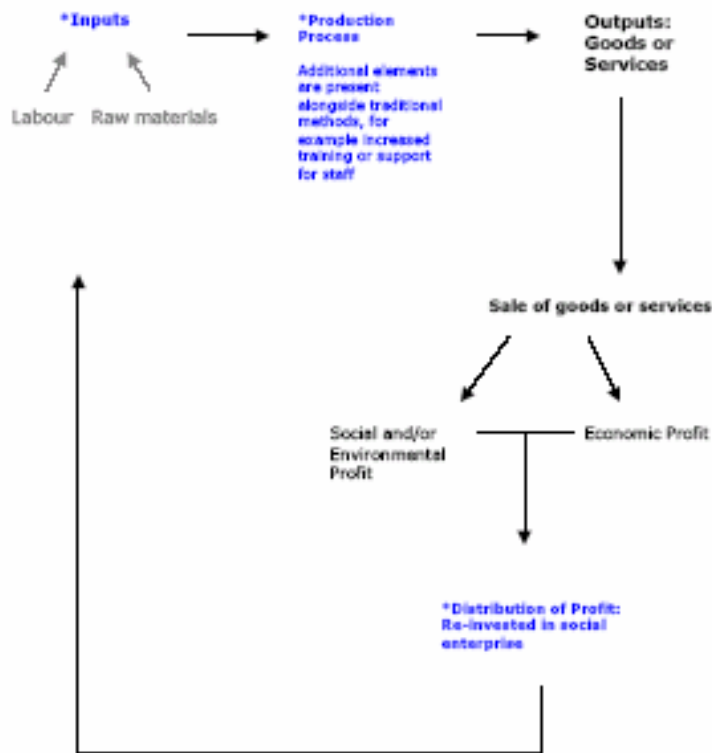 *Inputs
Labour
Raw materials
*Production
Process
Additional elements
are present
alongside traditional
methods, for
example increased
training or support
for staff
Outputs:
Goods or
Services
Sale of goods or services
Social and/or
Environmental
Profit
Economic Profit
*Distribution of Profit:
Re-invested in social
enterprise